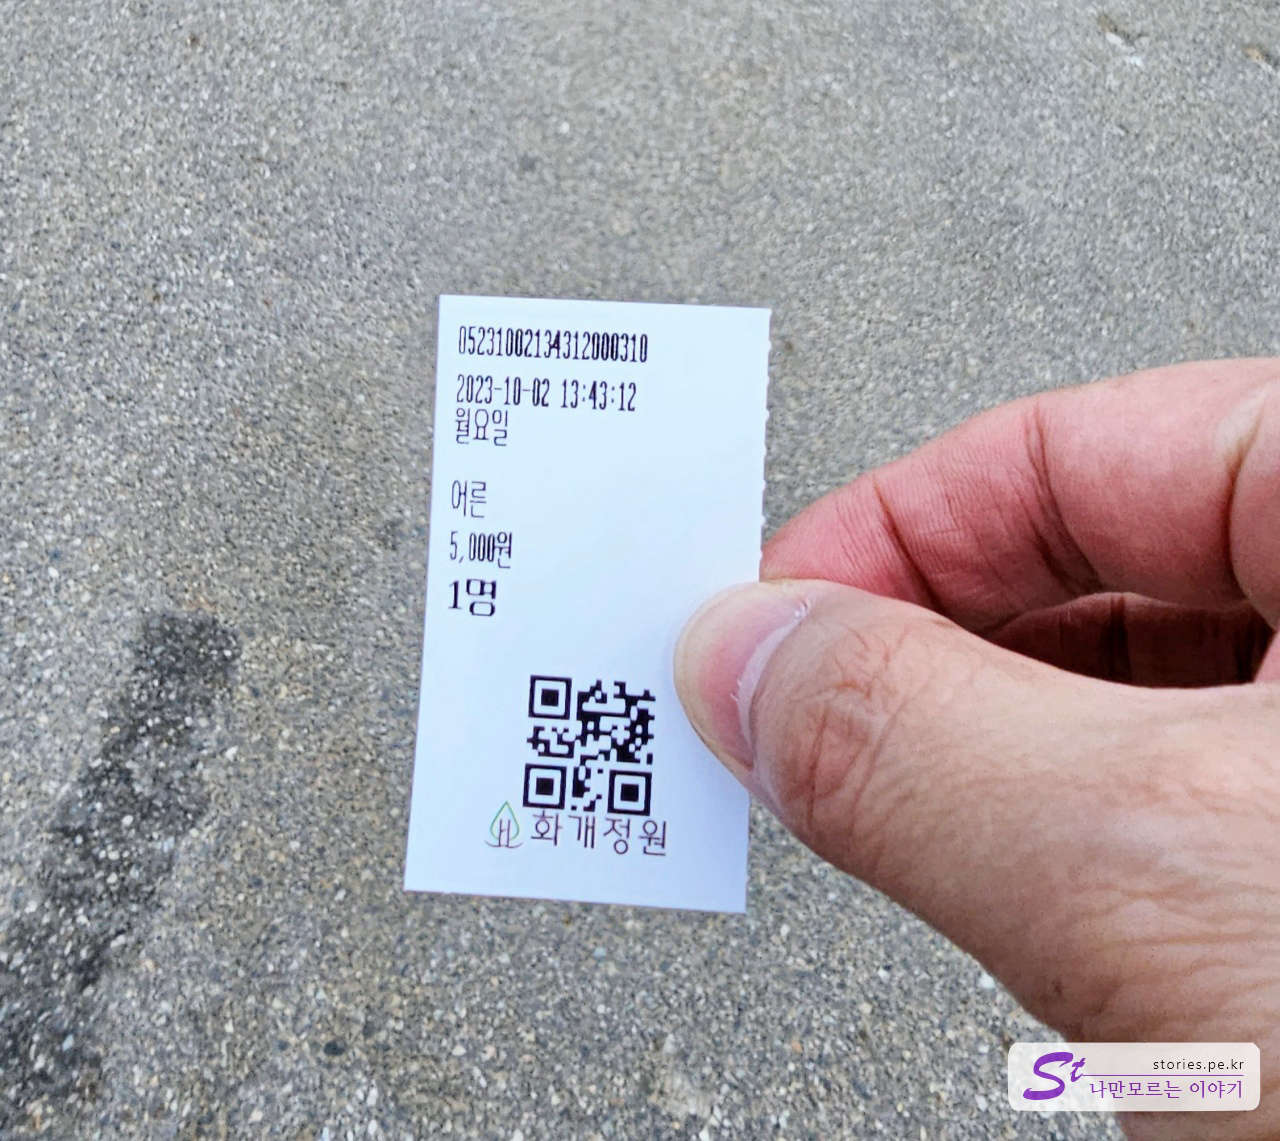 05231002134312000310
2023-10-02 13:43:12
월요일
어른
5,000원
1명
화개정원
St
stories.pe.kr
나만모르는 이야기